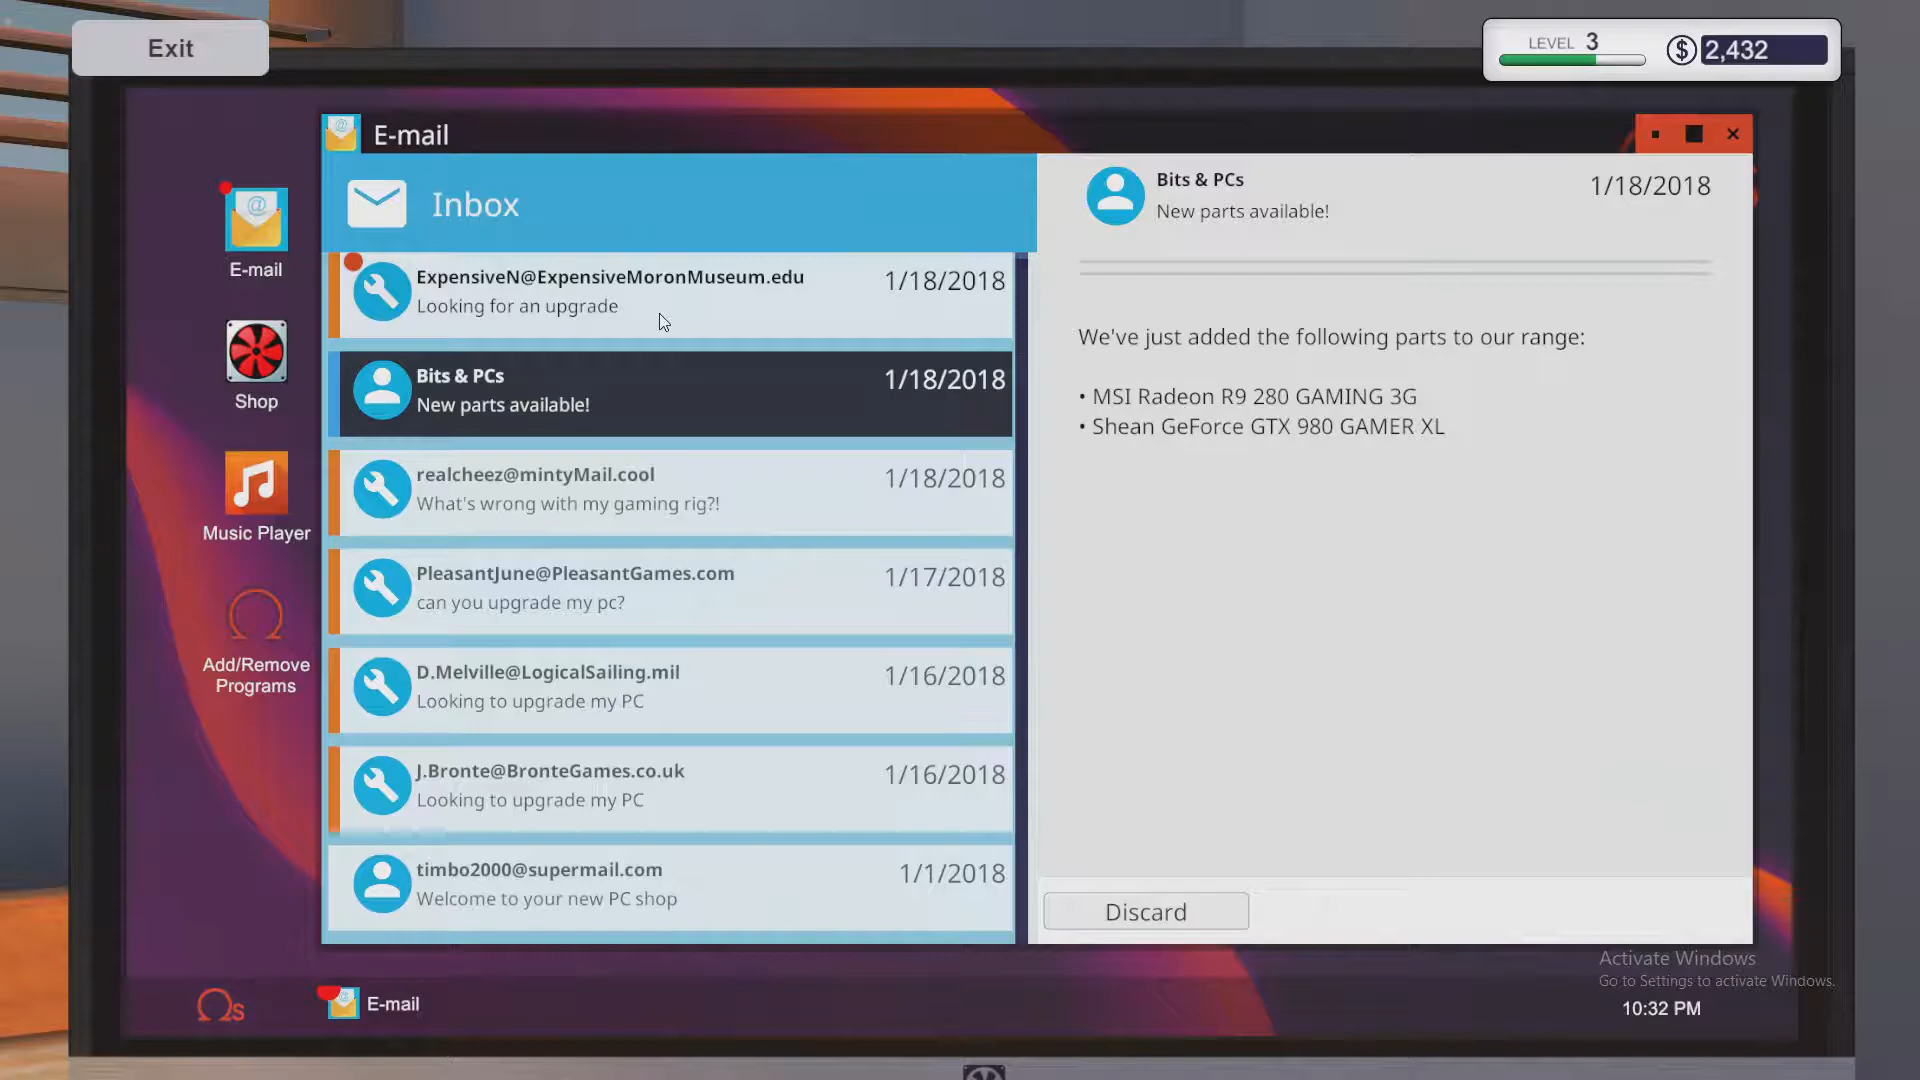 Exit
LEVEL 3
$ 2,432
E-mail
Inbox
ExpensiveN@ExpensiveMoronMuseum.edu
1/18/2018
Looking for an upgrade
Bits & PCs
1/18/2018
New parts available!
realcheez@mintyMail.cool
1/18/2018
What's wrong with my gaming rig?!
PleasantJune@PleasantGames.com
1/17/2018
can you upgrade my pc?
D.Melville@LogicalSailing.mil
1/16/2018
Looking to upgrade my PC
J.Bronte@BronteGames.co.uk
1/16/2018
Looking to upgrade my PC
timbo2000@supermail.com
1/1/2018
Welcome to your new PC shop
Bits & PCs
1/18/2018
New parts available!
We've just added the following parts to our range:
• MSI Radeon R9 280 GAMING 3G
• Shean GeForce GTX 980 GAMER XL
Discard
E-mail
Shop
Music Player
Add/Remove
Programs
Activate Windows
Go to Settings to activate Windows.
Ωs
E-mail
10:32 PM